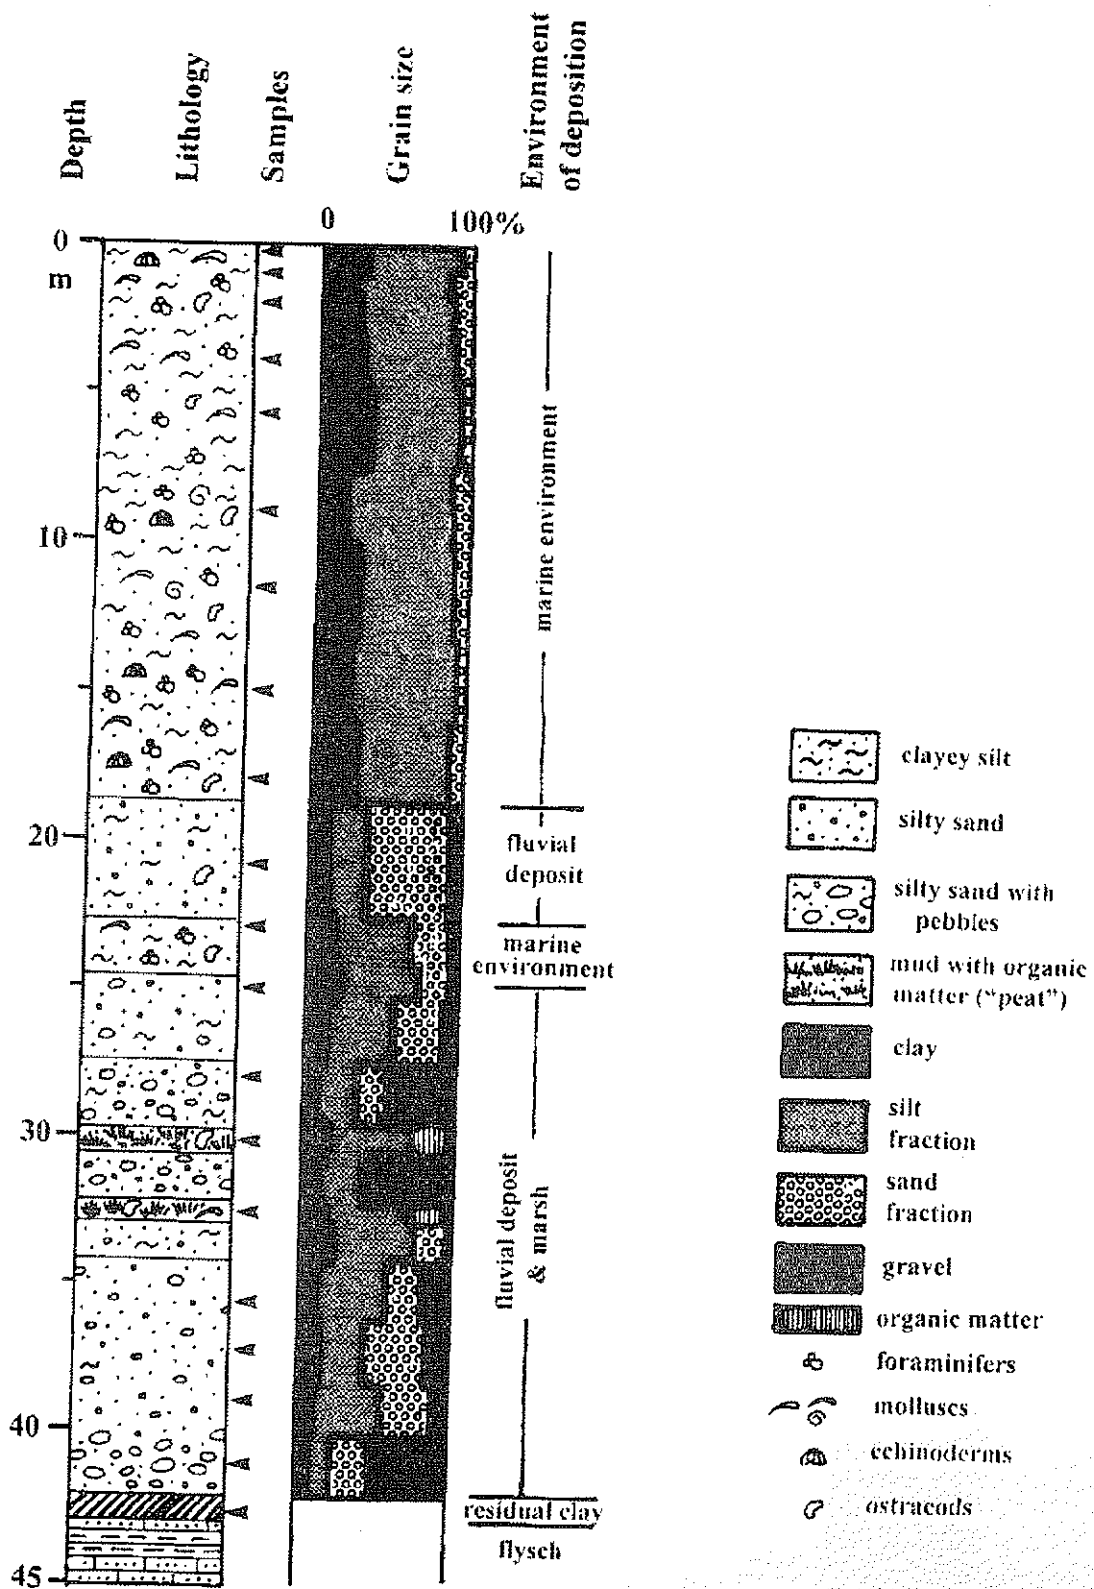 Depth
Lithology
Samples
Grain size
Environment
of deposition
0
100%
0
m
10
20
30
40
45
marine environment
fluvial
deposit
marine
environment
fluvial deposit
& marsh
residual clay
flysch
clayey silt
silty sand
silty sand with
pebbles
mud with organic
matter ("peat")
clay
silt
fraction
sand
fraction
gravel
organic matter
foraminifers
molluscs
echinoderms
ostracods